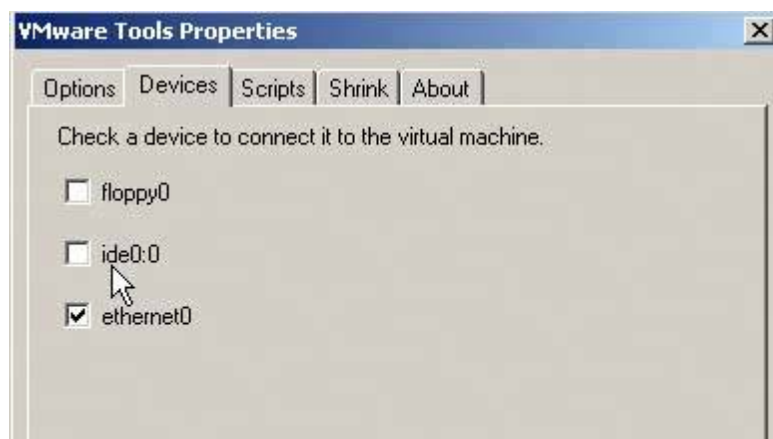 VMware Tools Properties
Options Devices Scripts Shrink About
Check a device to connect it to the virtual machine.
floppy0
ide0:0
ethernet0